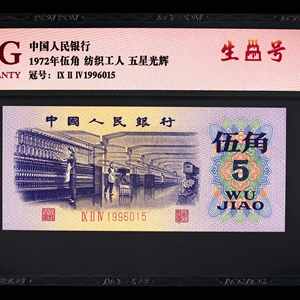 G
中国人民银行
1972年伍角 纺织工人 五星光辉
冠号：IX II IV1996015
ANTY
生品号
中国人民银行
伍角
5
WU
JIAO
IX II IV 1996015